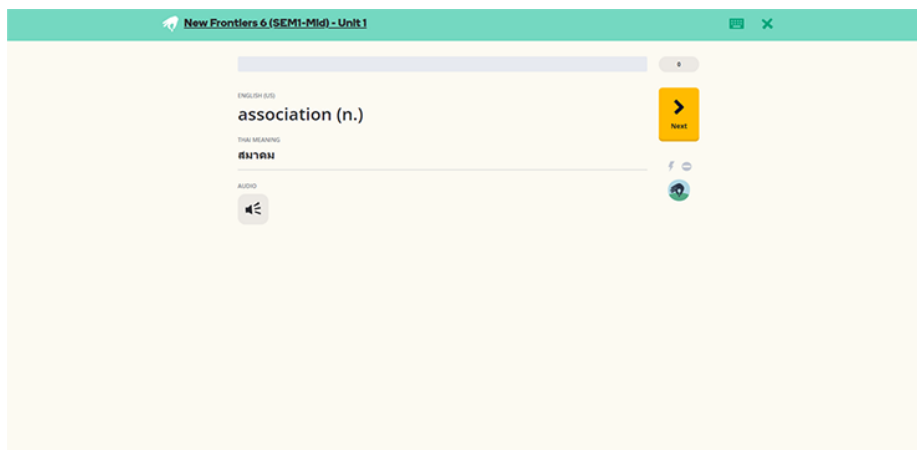 New Frontiers 6 (SEM1-Mid) - Unit 1
0
ENGLISH (US)
association (n.)
Next
THAI MEANING
สมาคม
AUDIO